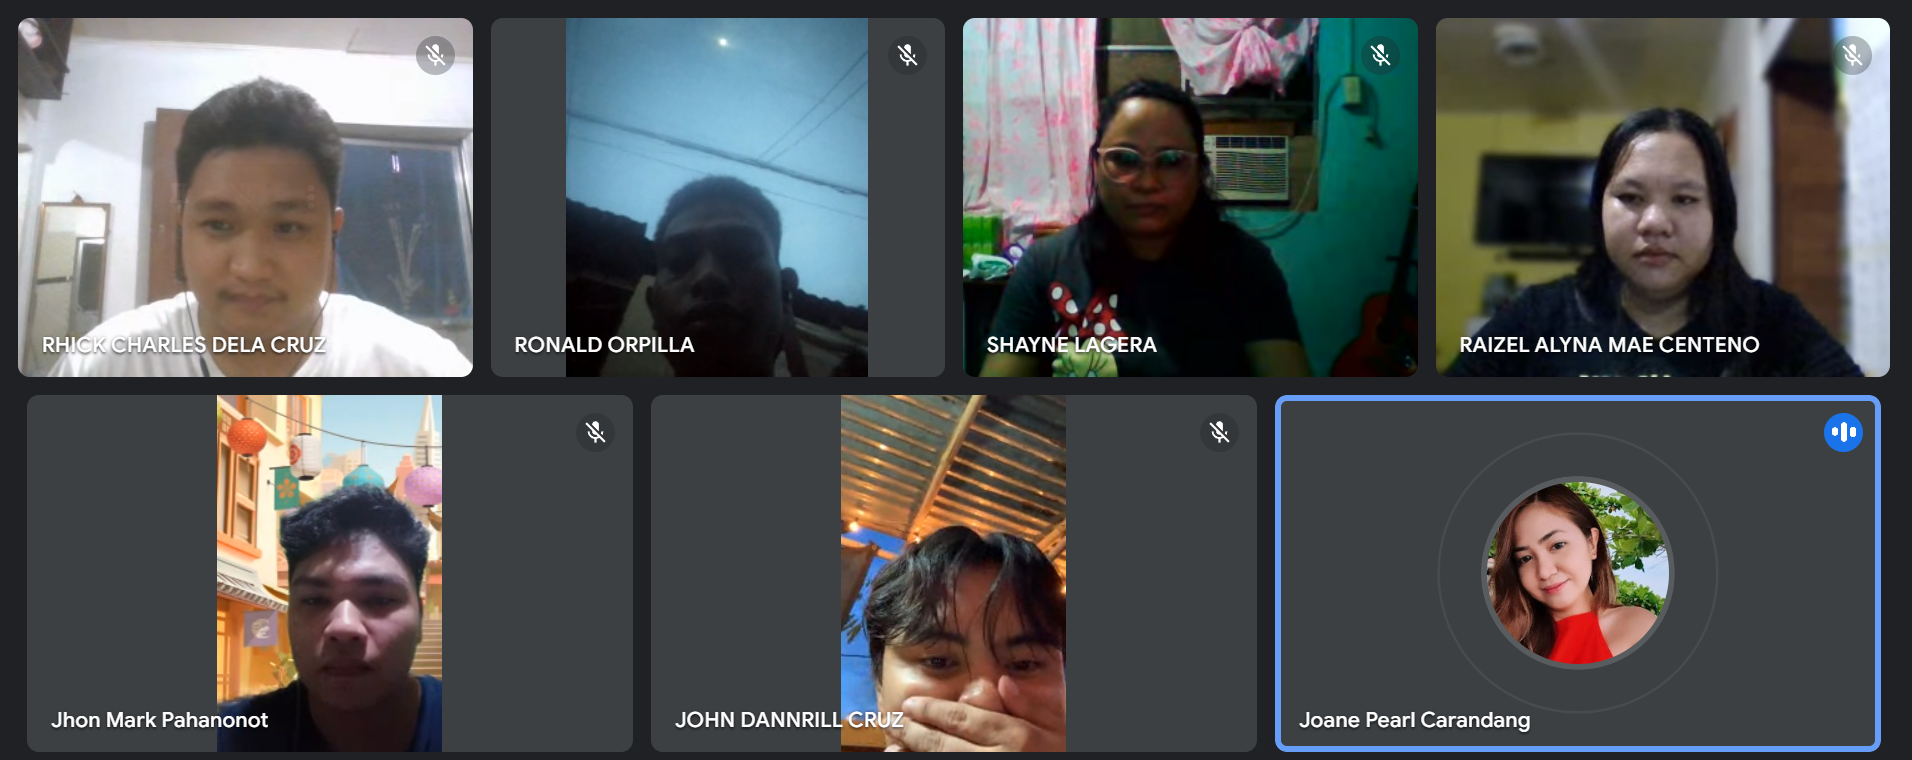 RHICK CHARLES DELA CRUZ
RONALD ORPILLA
SHAYNE LAGERA
RAIZEL ALYNA MAE CENTENO
Jhon Mark Pahanonot
JOHN DANNRILL CRUZ
Joane Pearl Carandang